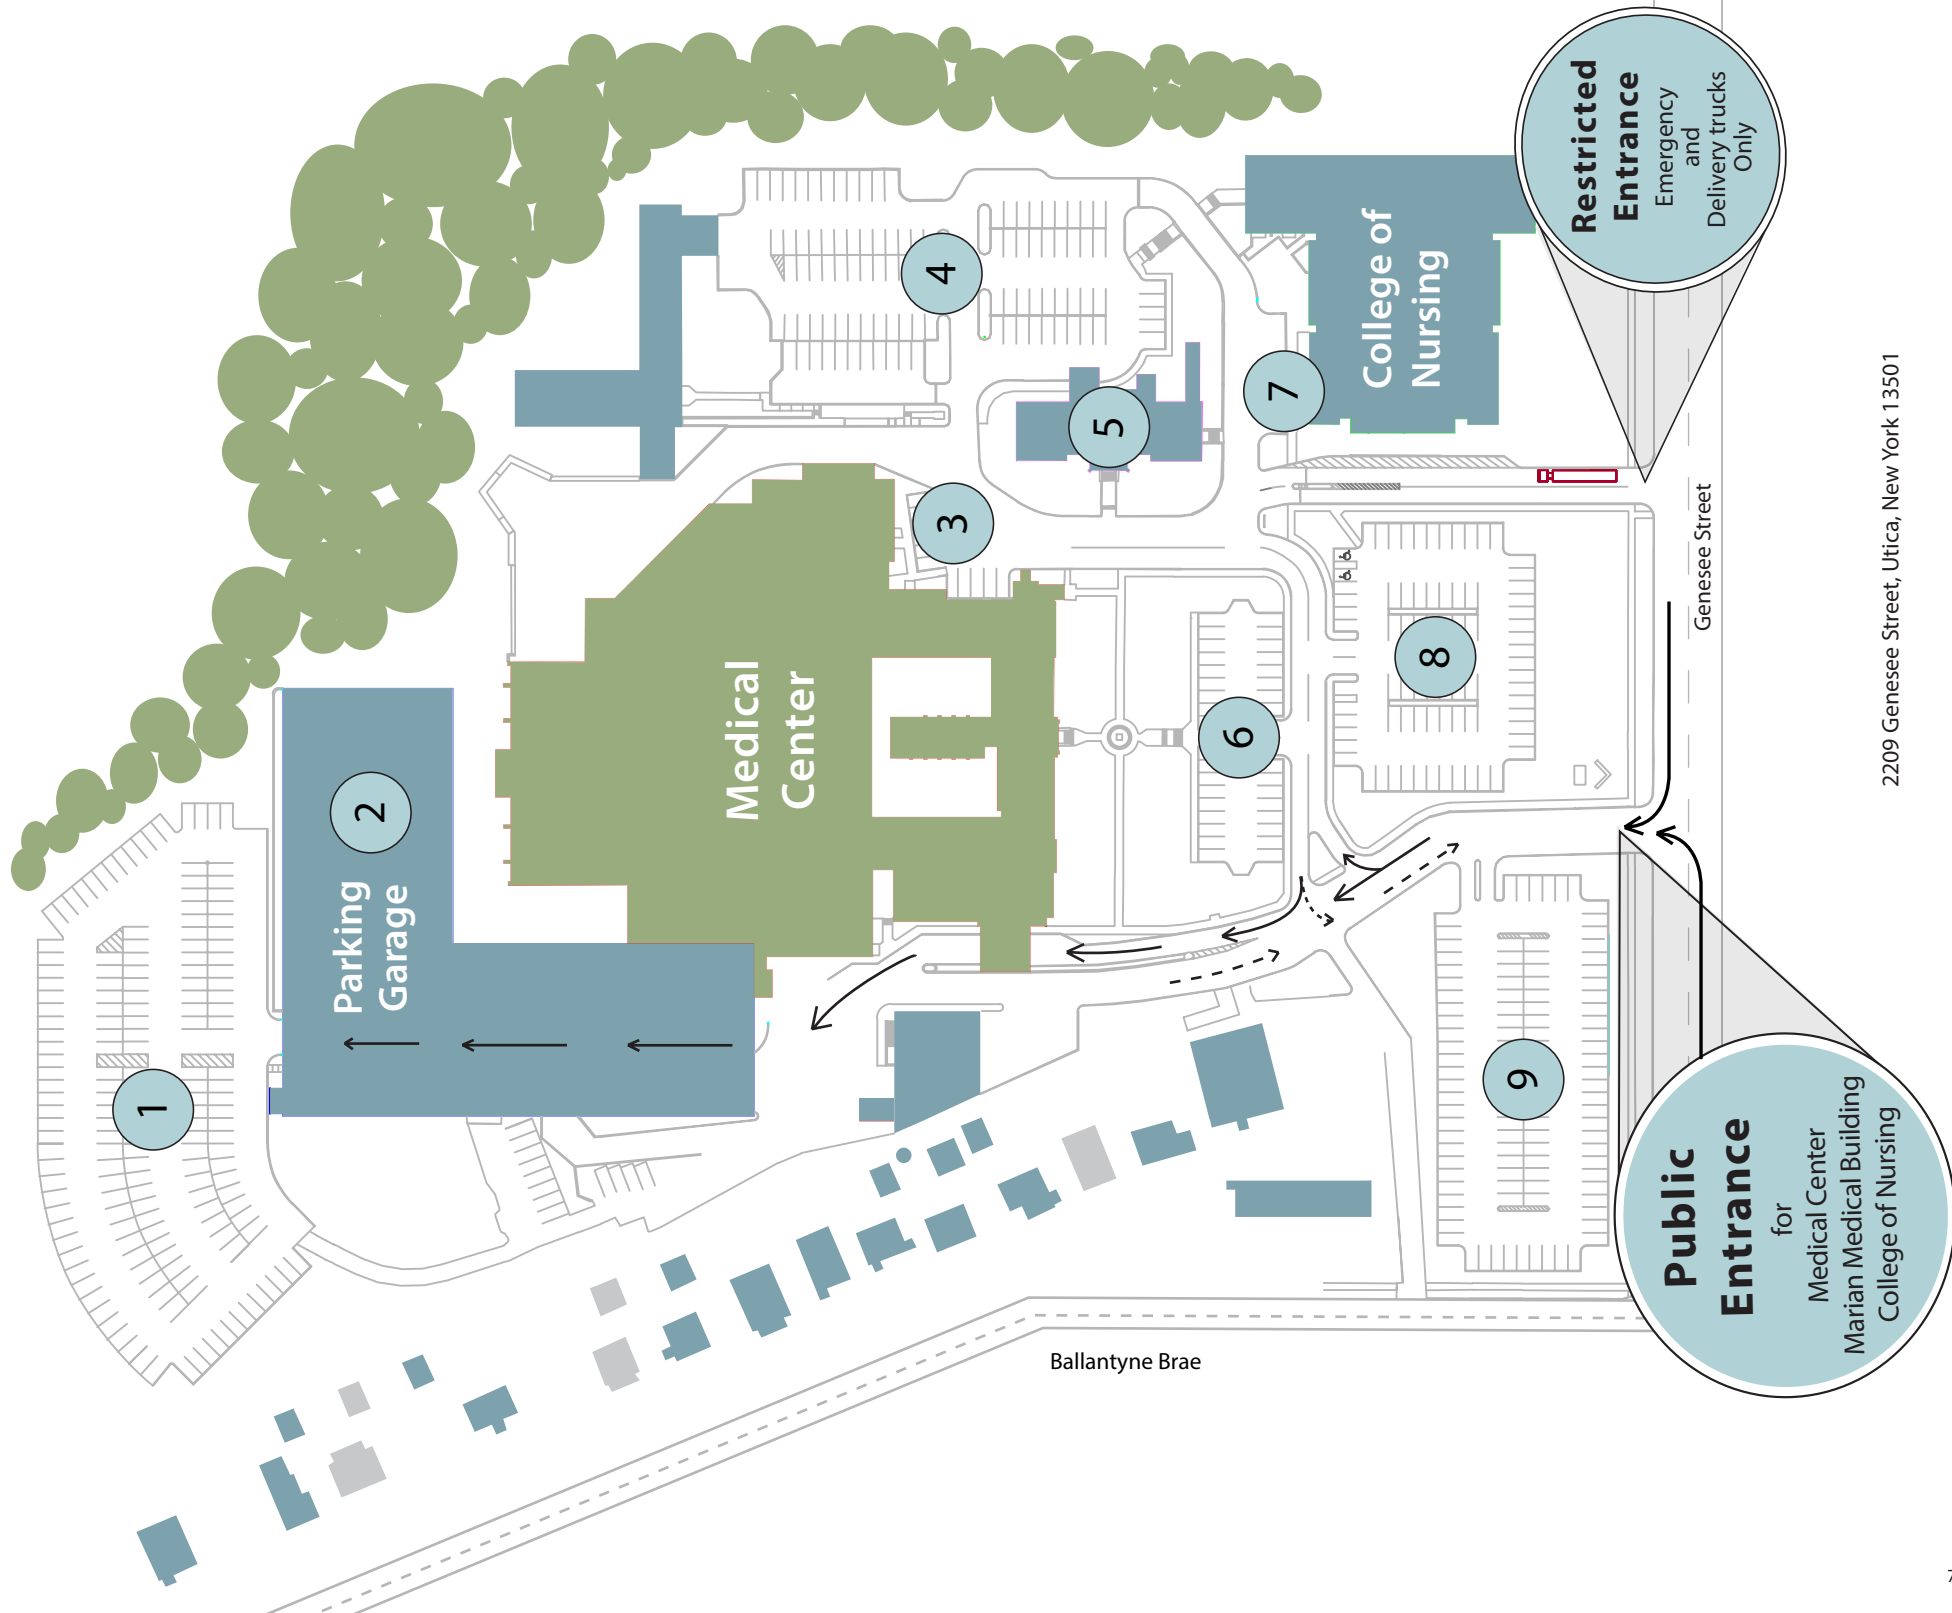 Restricted
Entrance
Emergency
and
Delivery trucks
Only
College of
Nursing
4
5
7
3
Medical
Center
6
8
2
Parking
Garage
1
9
Genesee Street
2209 Genesee Street, Utica, New York 13501
Public
Entrance
for
Medical Center
Marian Medical Building
College of Nursing
Ballantyne Brae
7